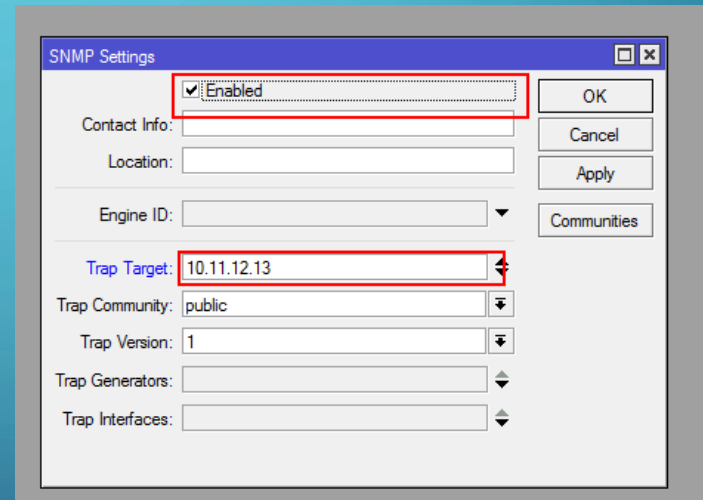 SNMP Settings
Enabled
OK
Contact Info:
Cancel
Location:
Apply
Engine ID:
Communities
Trap Target: 10.11.12.13
Trap Community: public
Trap Version: 1
Trap Generators:
Trap Interfaces: